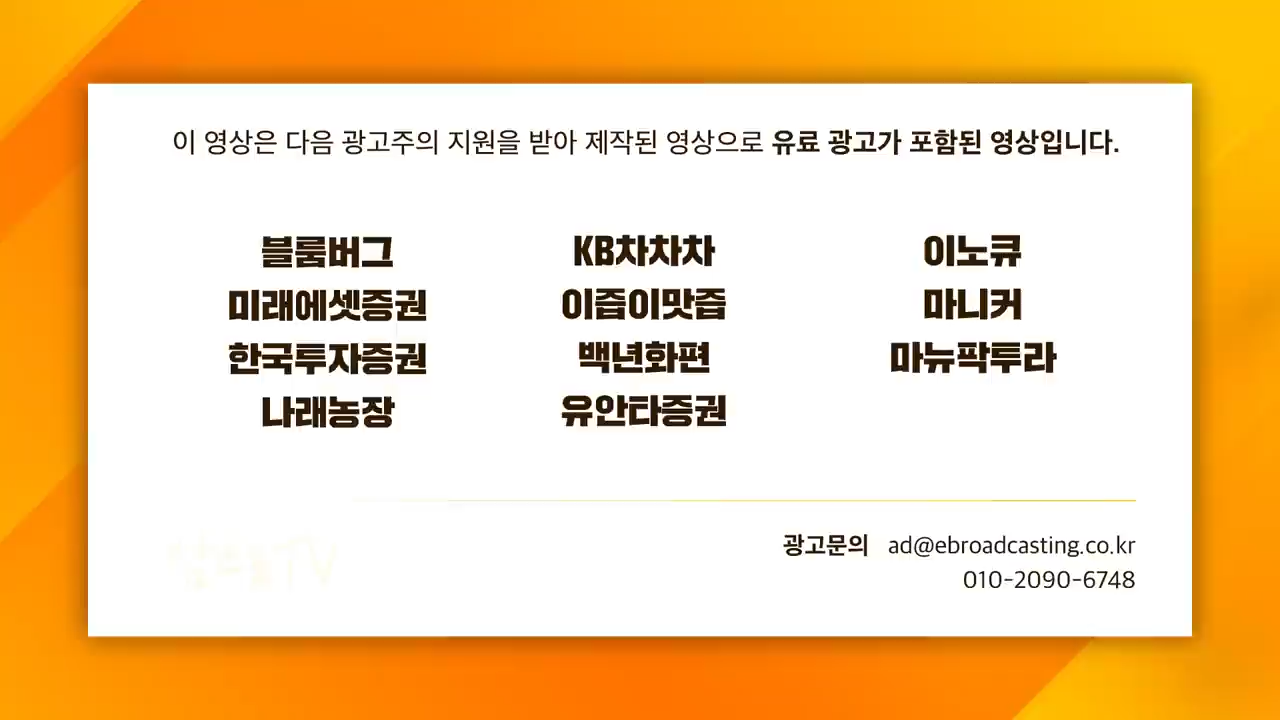 이 영상은 다음 광고주의 지원을 받아 제작된 영상으로 유료 광고가 포함된 영상입니다.
블룸버그 KB차차차 이노큐
미래에셋증권 이즙이맛즙 마니커
한국투자증권 백년화편 마뉴팍투라
나래농장 유안타증권
광고문의 ad@ebroadcasting.co.kr
010-2090-6748